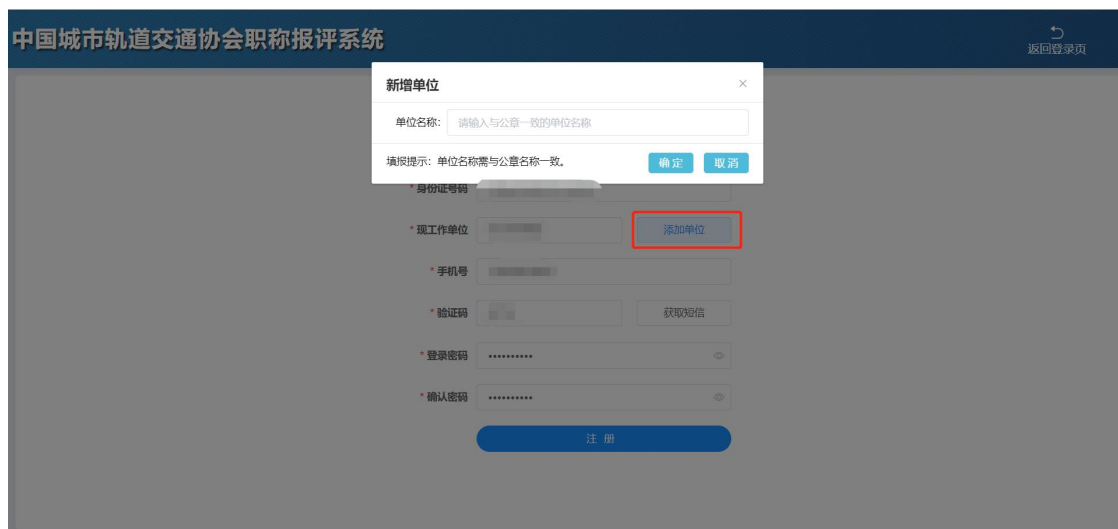 中国城市轨道交通协会职称报评系统
返回登录页
新增单位
单位名称： 请输入与公章一致的单位名称
填报提示：单位名称需与公章名称一致。 确定 取消
* 身份证号码
* 现工作单位 添加单位
* 手机号
* 验证码 获取短信
* 登录密码 ••••••••••
* 确认密码 ••••••••••
注 册